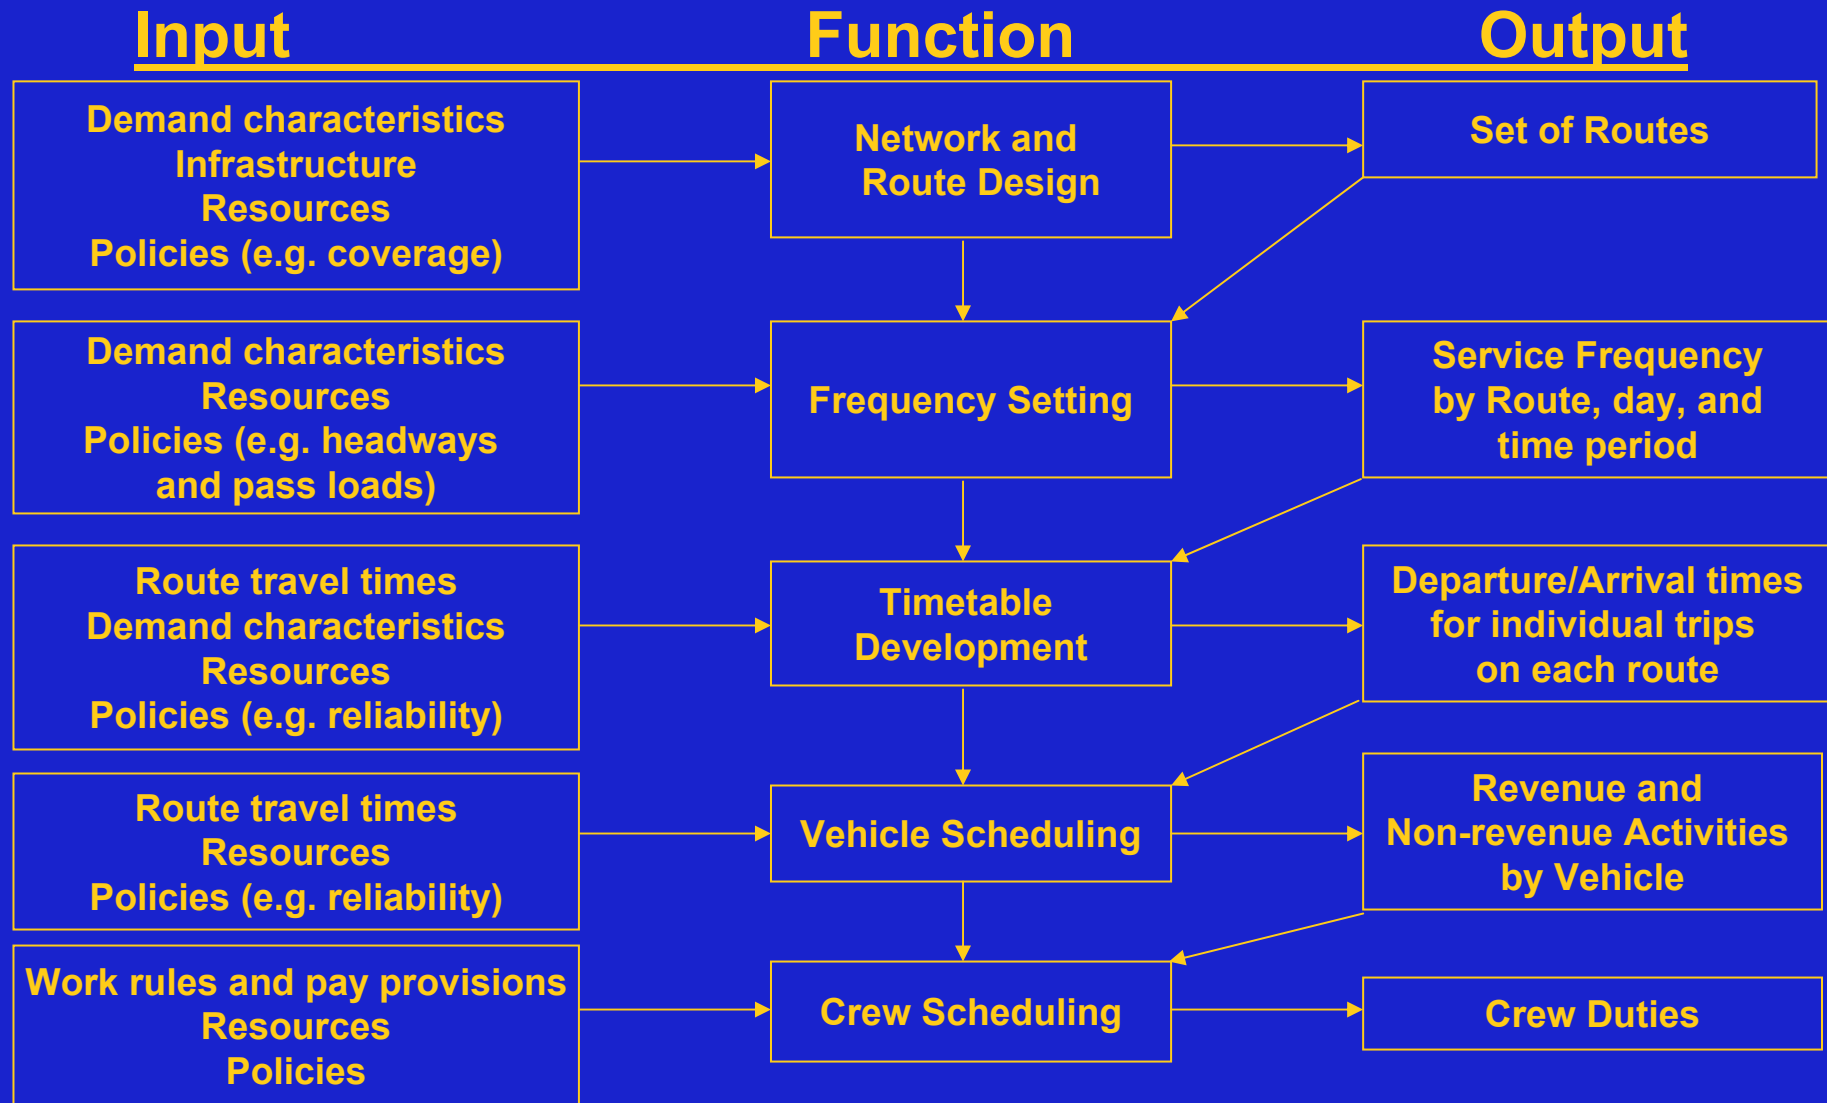 Input
Function
Output
Demand characteristics
Infrastructure
Resources
Policies (e.g. coverage)
Network and
Route Design
Set of Routes
Demand characteristics
Resources
Policies (e.g. headways
and pass loads)
Frequency Setting
Service Frequency
by Route, day, and
time period
Route travel times
Demand characteristics
Resources
Policies (e.g. reliability)
Timetable
Development
Departure/Arrival times
for individual trips
on each route
Route travel times
Resources
Policies (e.g. reliability)
Vehicle Scheduling
Revenue and
Non-revenue Activities
by Vehicle
Work rules and pay provisions
Resources
Policies
Crew Scheduling
Crew Duties